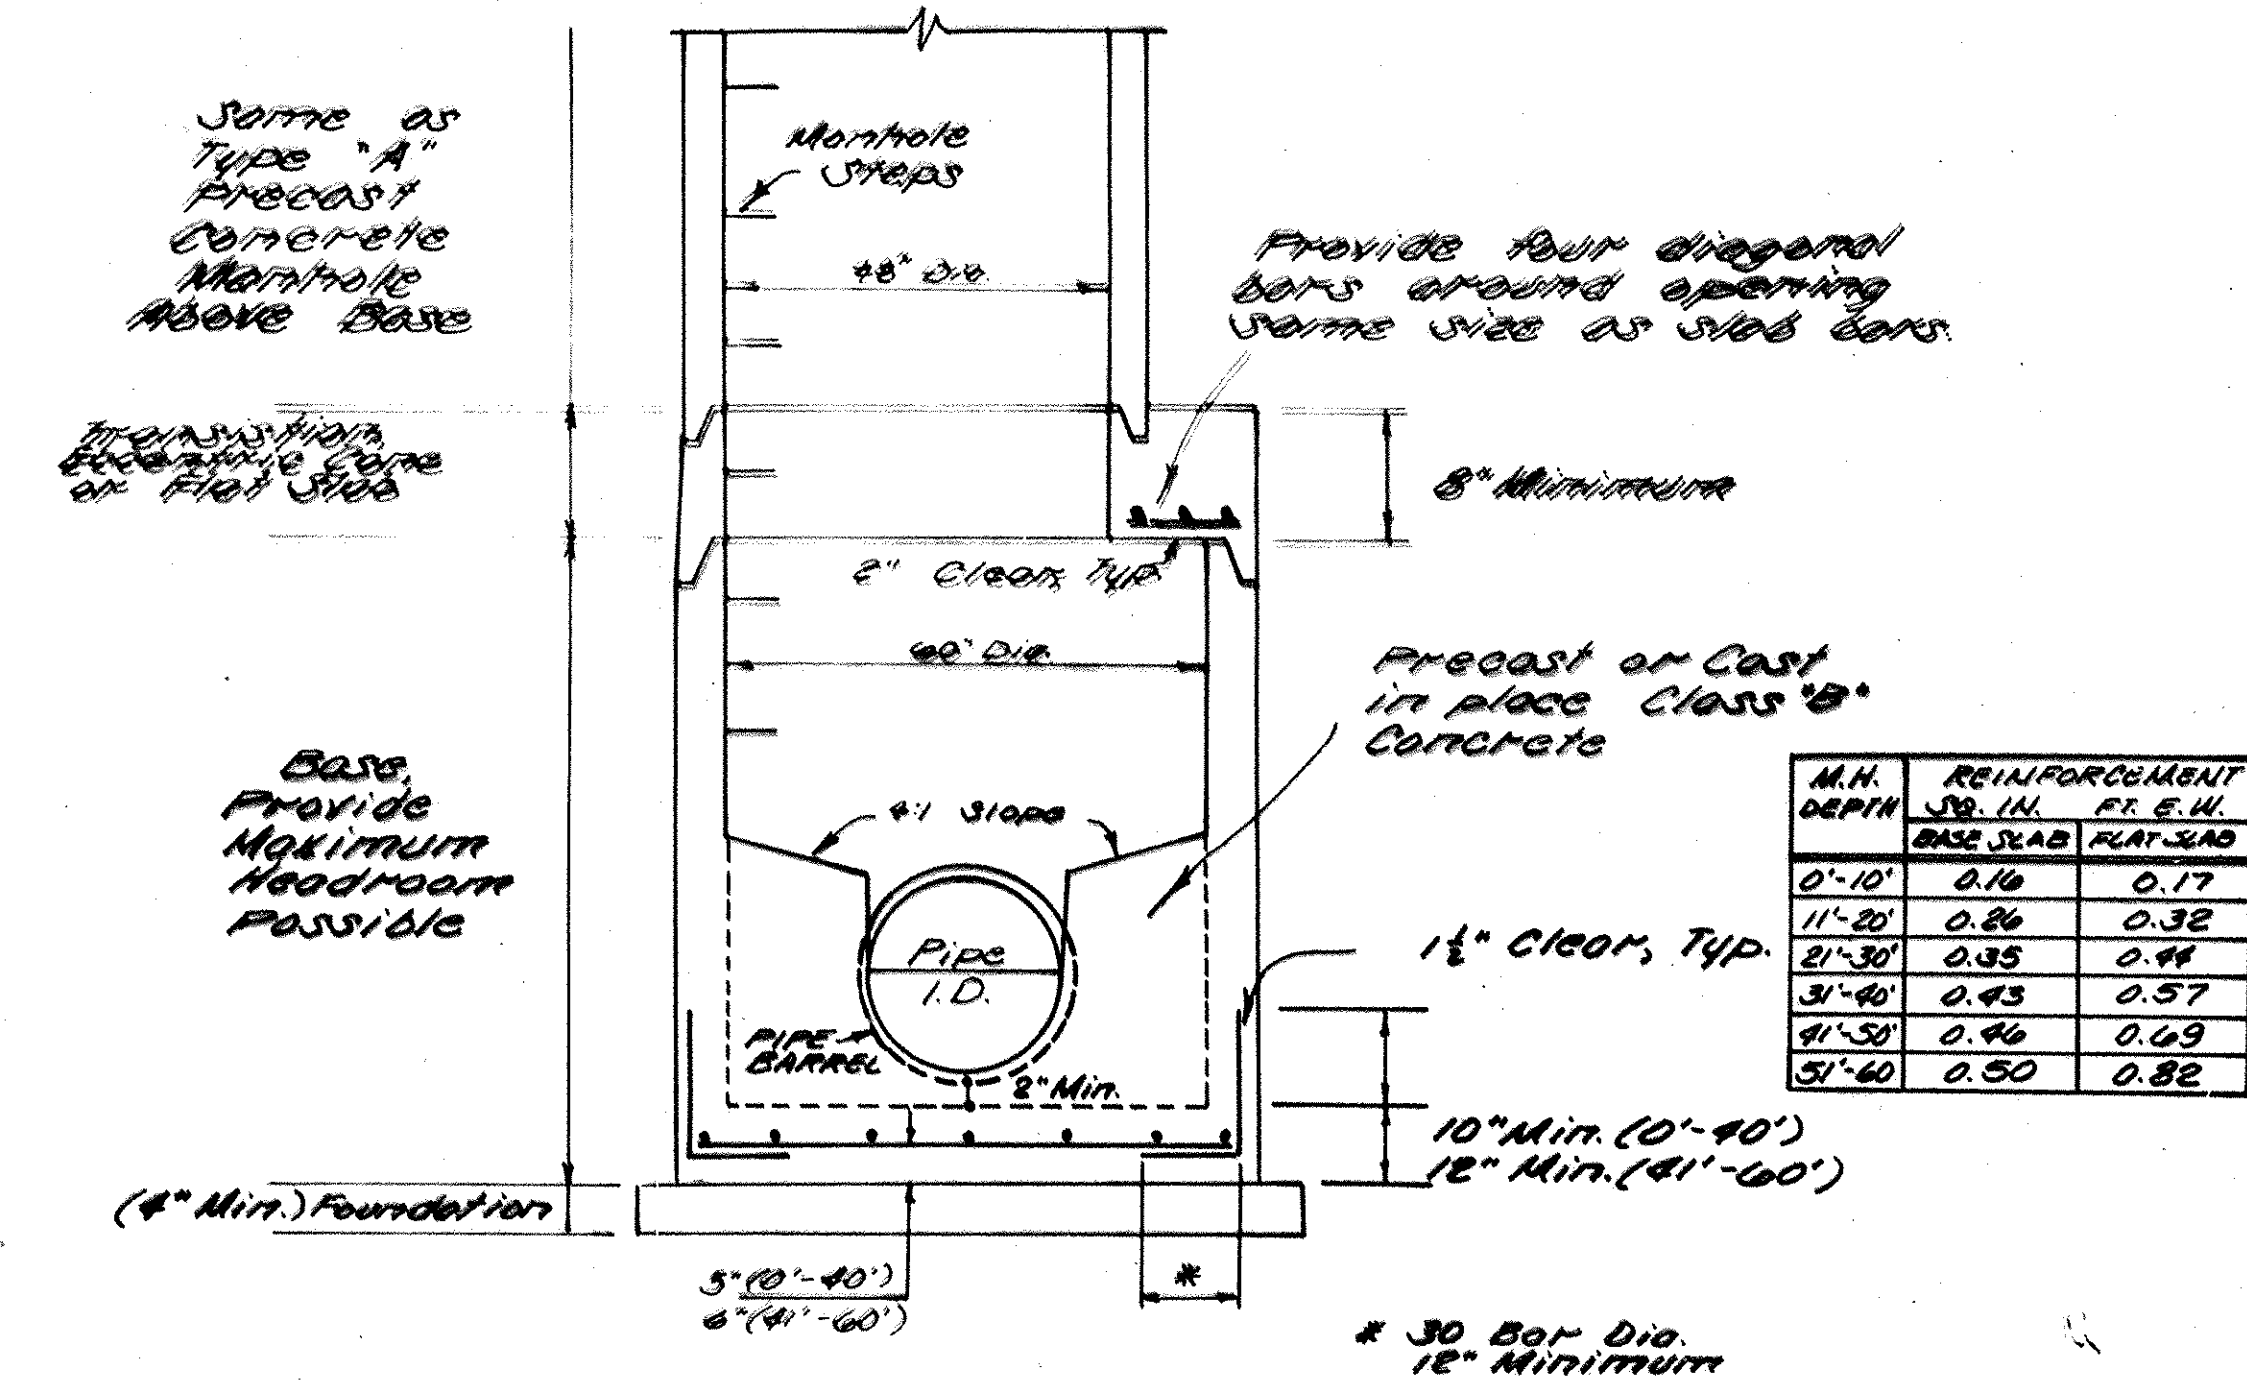 Same as
Type "A"
Precast
Concrete
Manhole
Above Base
Manhole
Steps
48" Dia.
Provide four diagonal
bars around opening
same size as slab bars.
Transition,
Eccentric Cone
or Flat Slab
8" Minimum
2" Clear, Typ.
60" Dia.
Precast or Cast
in place Class "B"
Concrete
Base,
Provide
Maximum
Headroom
Possible
4:1 Slope
Pipe
I.D.
PIPE
BARREL
2" Min.
1½" Clear, Typ.
M.H. DEPTH REINFORCEMENT
SQ. IN. FT. E.W.
BASE SLAB FLAT SLAB
0'-10' 0.16 0.17
11'-20' 0.26 0.32
21'-30' 0.35 0.44
31'-40' 0.43 0.57
41'-50' 0.46 0.69
51'-60 0.50 0.82
10" Min. (0'-40')
12" Min. (41'-60')
(4" Min.) Foundation
5" (0'-40')
6" (41'-60')
*
* 30 Bar Dia.
12" Minimum